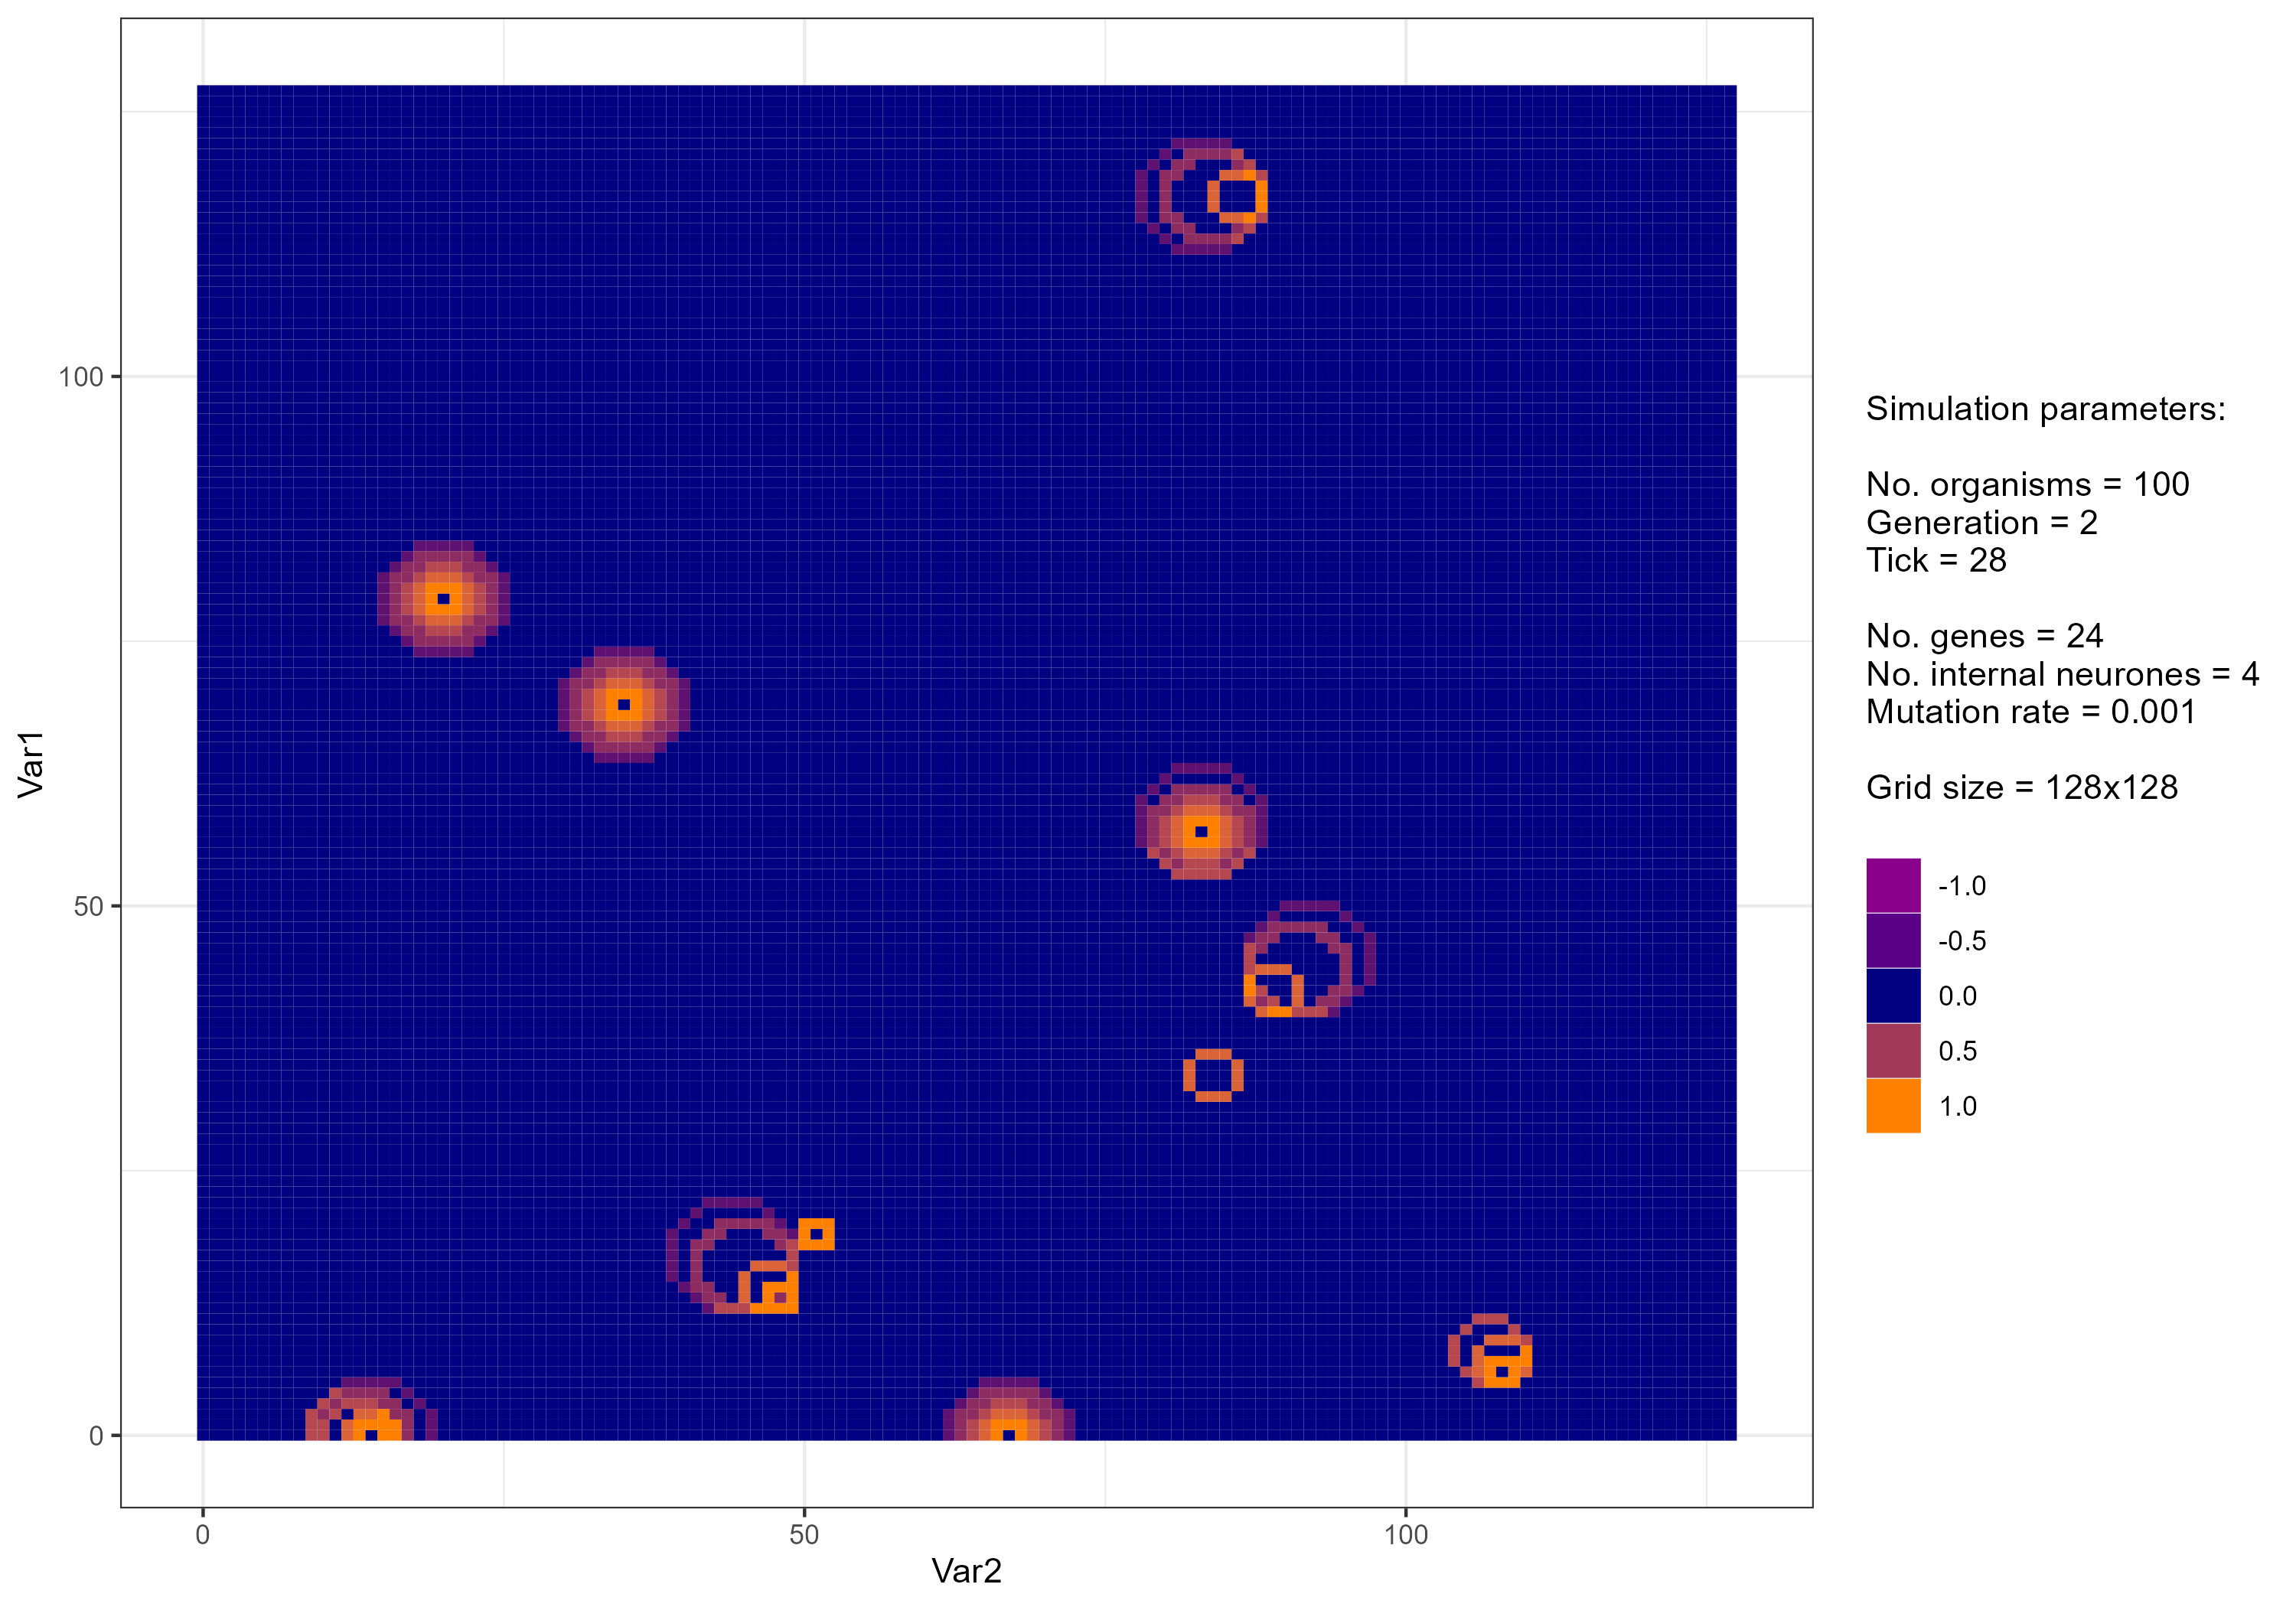 Var1
100
50
0
0
50
100
Var2
Simulation parameters:
No. organisms = 100
Generation = 2
Tick = 28
No. genes = 24
No. internal neurones = 4
Mutation rate = 0.001
Grid size = 128x128
-1.0
-0.5
0.0
0.5
1.0